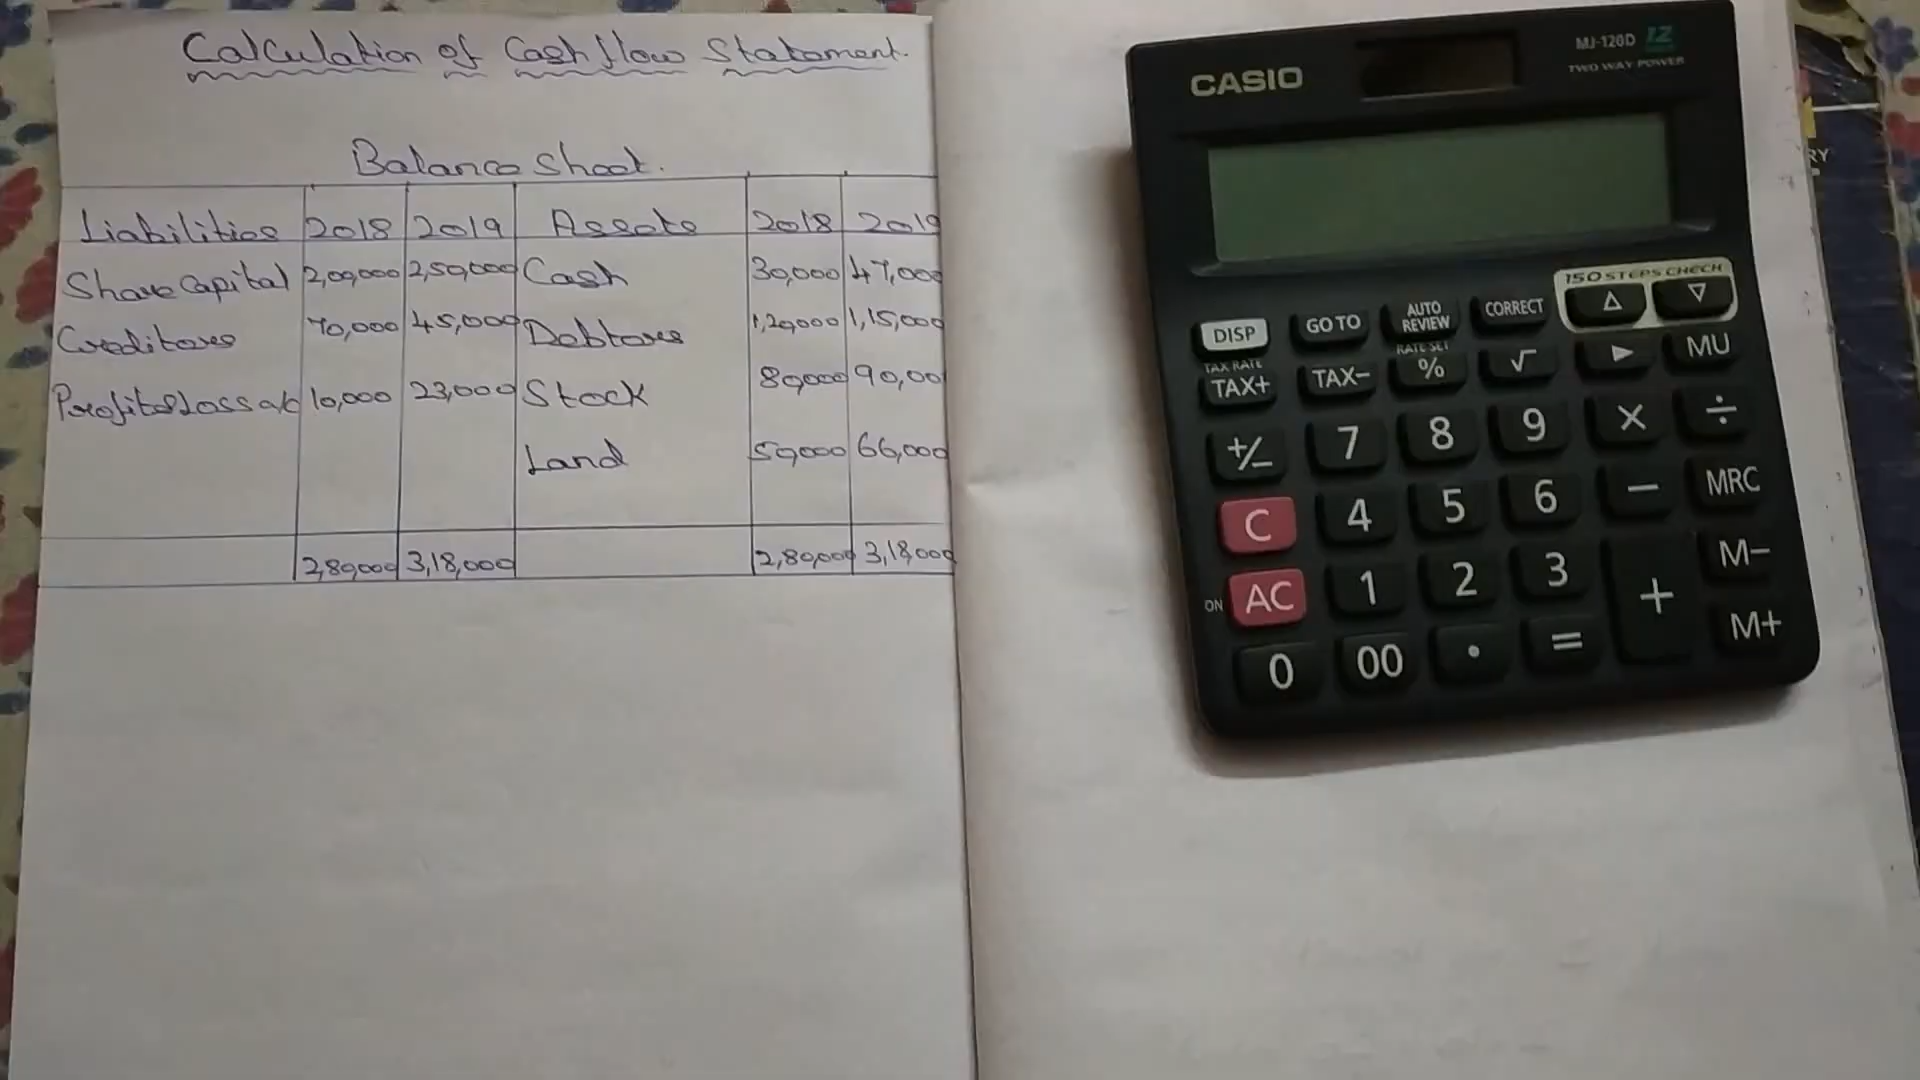 Calculation of Cash flow Statement.
Balance Sheet.
Liabilities 2018 2019 Assets 2018 2019
Share Capital 2,00,000 2,50,000 Cash 30,000 47,000
Creditors 70,000 45,000 Debtors 1,20,000 1,15,000
Profit & Loss a/c 10,000 23,000 Stock 80,000 90,00
Land 50,000 66,000
2,80,000 3,18,000 2,80,000 3,18,000
CASIO
MJ-120D 12
TWO WAY POWER
150 STEPS CHECK
DISP GO TO AUTO REVIEW CORRECT △ ▽
TAX RATE RATE SET
TAX+ TAX− % √ ▶ MU
+/− 7 8 9 × ÷
C 4 5 6 − MRC
ON AC 1 2 3 + M−
0 00 · = M+
RY